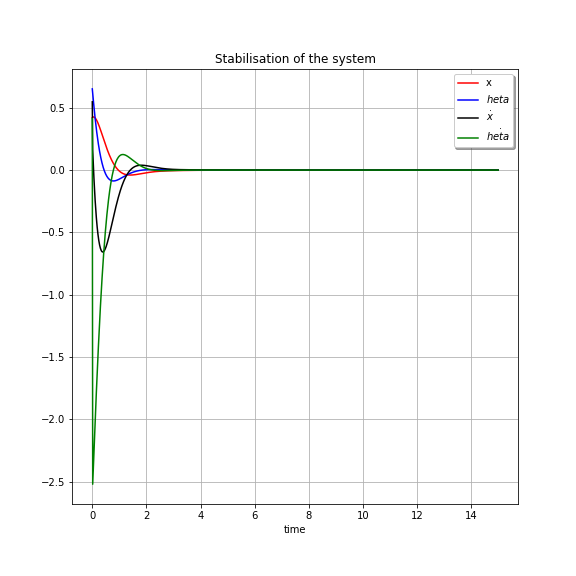 Stabilisation of the system
x
heta
ẋ
hetȧ
0.5
0.0
−0.5
−1.0
−1.5
−2.0
−2.5
0 2 4 6 8 10 12 14
time